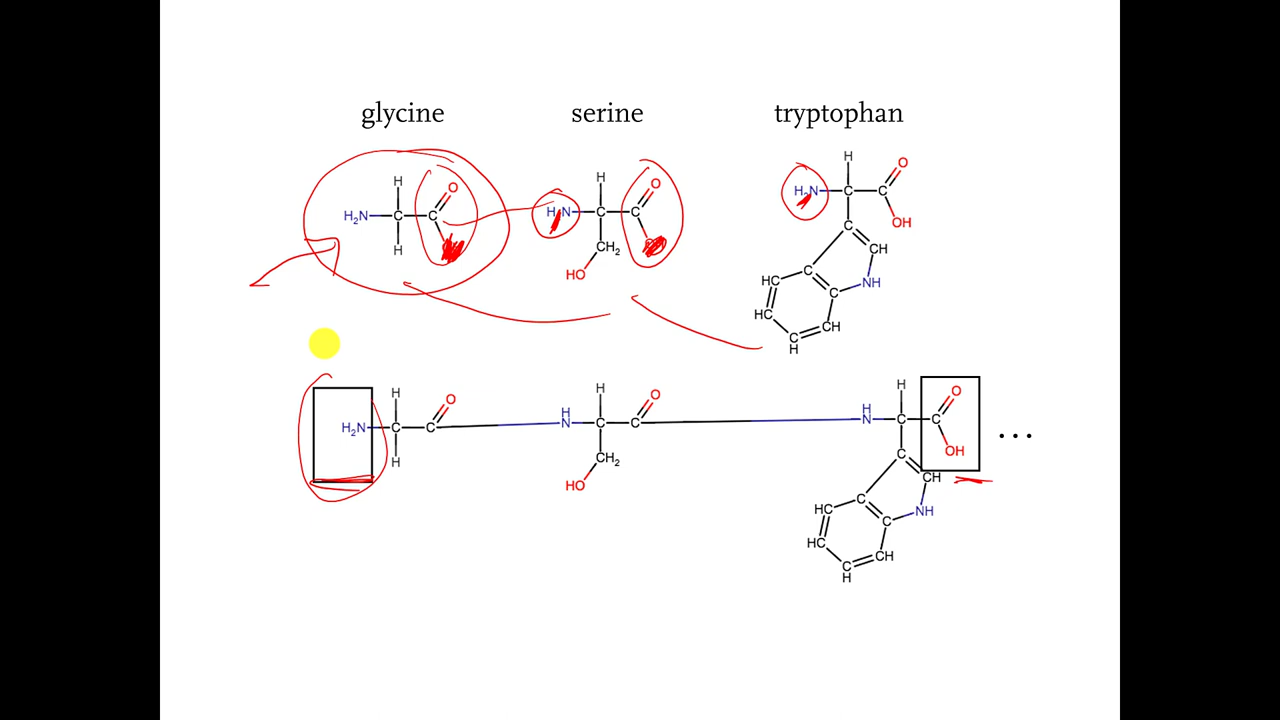 glycine serine tryptophan
H H H O
O O H₂N C C
H₂N C C H N C C OH
H CH₂ C CH
HO HC C C NH
HC CH
H
H H H O
H₂N C C O H N C C O H N C C OH
H CH₂ C CH
HO HC C C NH
HC CH
H
...